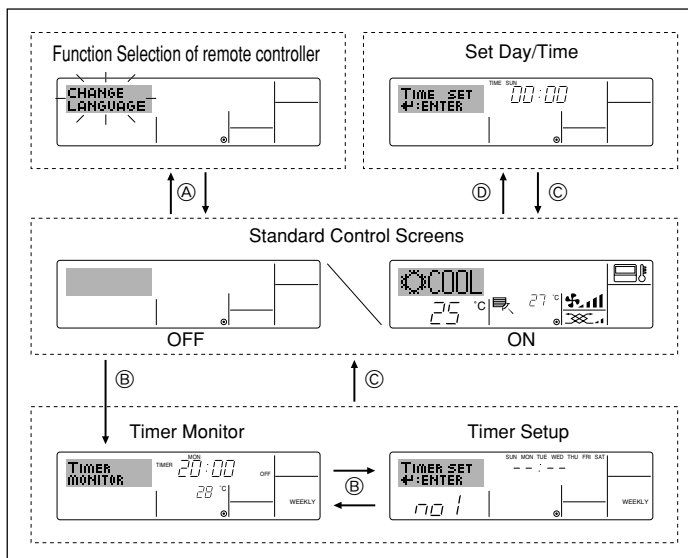 Function Selection of remote controller
CHANGE
LANGUAGE
Set Day/Time
TIME SUN
TIME SET
:ENTER
00:00
Ⓐ
Ⓓ
Ⓒ
Standard Control Screens
COOL
25 °C
27 °C
OFF
ON
Ⓑ
Ⓒ
Timer Monitor
TIMER
MONITOR
MON
TIMER 20:00 OFF
28 °C
WEEKLY
Ⓑ
Timer Setup
SUN MON TUE WED THU FRI SAT
TIMER SET
:ENTER
--:--
no 1
WEEKLY